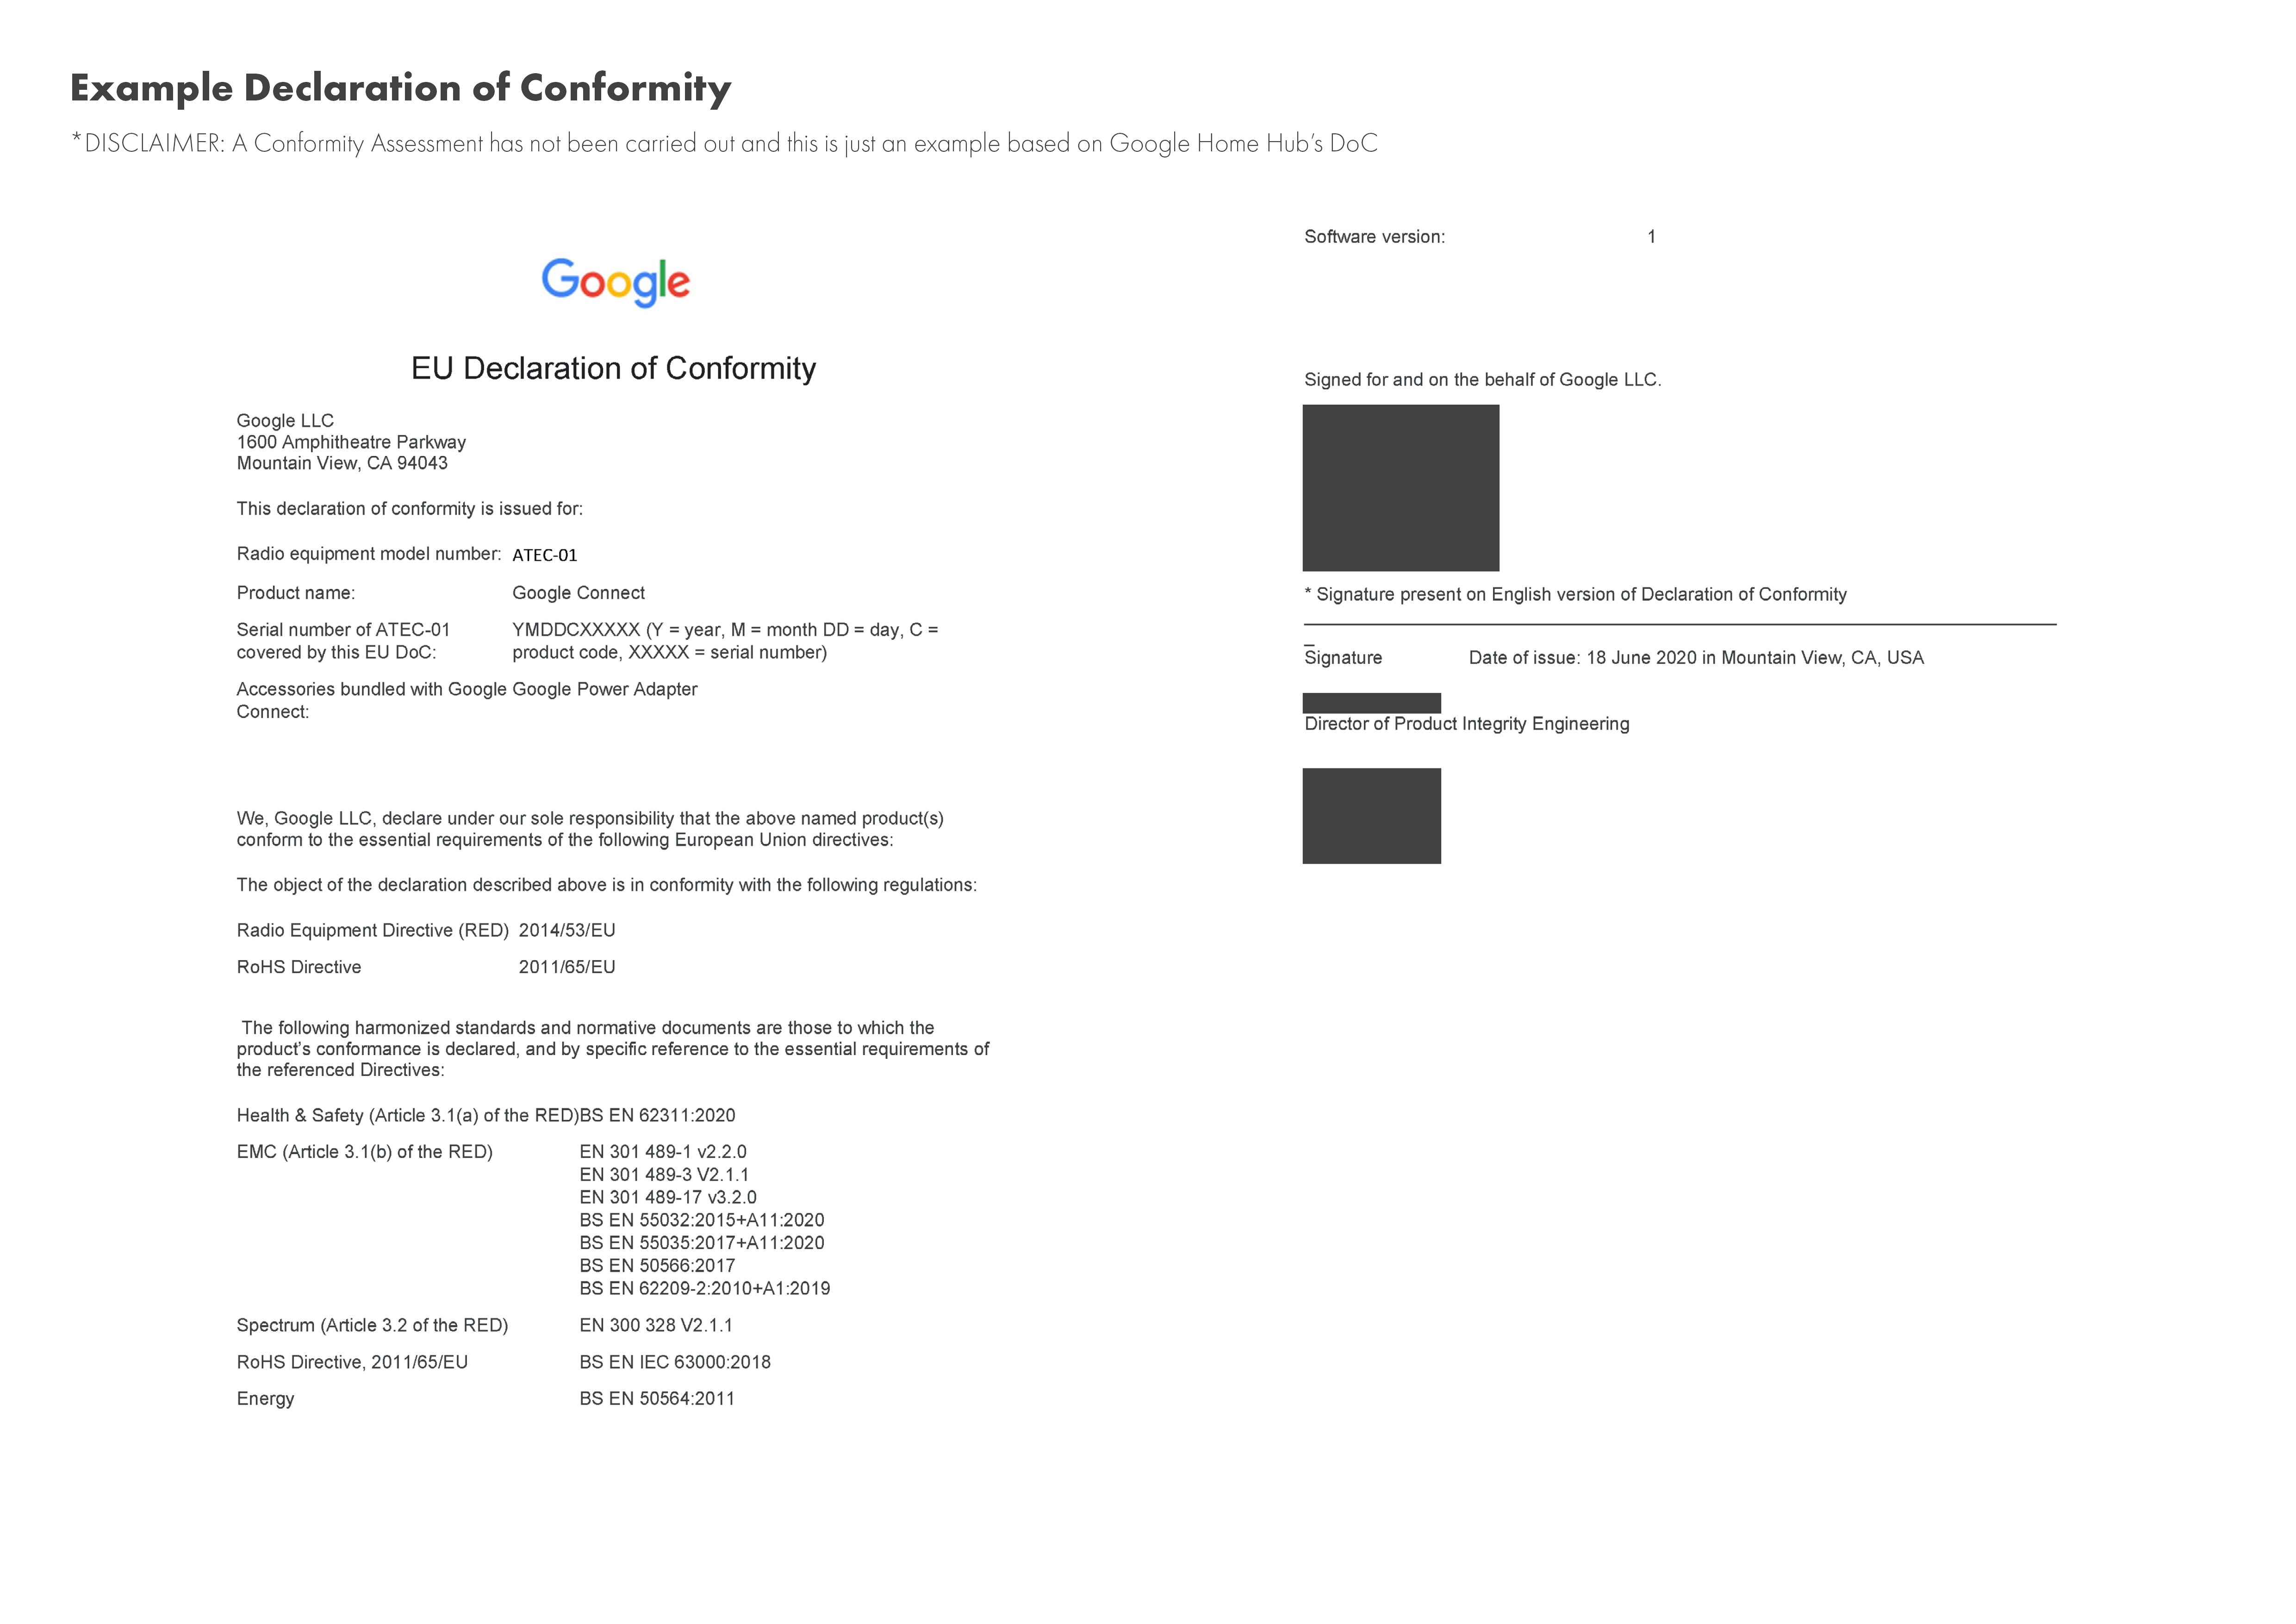 Example Declaration of Conformity
*DISCLAIMER: A Conformity Assessment has not been carried out and this is just an example based on Google Home Hub's DoC
Google
EU Declaration of Conformity
Google LLC
1600 Amphitheatre Parkway
Mountain View, CA 94043
This declaration of conformity is issued for:
Radio equipment model number: ATEC-01
Product name: Google Connect
Serial number of ATEC-01 YMDDCXXXXX (Y = year, M = month DD = day, C =
covered by this EU DoC: product code, XXXXX = serial number)
Accessories bundled with Google Google Power Adapter
Connect:
We, Google LLC, declare under our sole responsibility that the above named product(s)
conform to the essential requirements of the following European Union directives:
The object of the declaration described above is in conformity with the following regulations:
Radio Equipment Directive (RED) 2014/53/EU
RoHS Directive 2011/65/EU
The following harmonized standards and normative documents are those to which the
product's conformance is declared, and by specific reference to the essential requirements of
the referenced Directives:
Health & Safety (Article 3.1(a) of the RED)BS EN 62311:2020
EMC (Article 3.1(b) of the RED) EN 301 489-1 v2.2.0
EN 301 489-3 V2.1.1
EN 301 489-17 v3.2.0
BS EN 55032:2015+A11:2020
BS EN 55035:2017+A11:2020
BS EN 50566:2017
BS EN 62209-2:2010+A1:2019
Spectrum (Article 3.2 of the RED) EN 300 328 V2.1.1
RoHS Directive, 2011/65/EU BS EN IEC 63000:2018
Energy BS EN 50564:2011
Software version: 1
Signed for and on the behalf of Google LLC.
* Signature present on English version of Declaration of Conformity
Signature Date of issue: 18 June 2020 in Mountain View, CA, USA
Director of Product Integrity Engineering